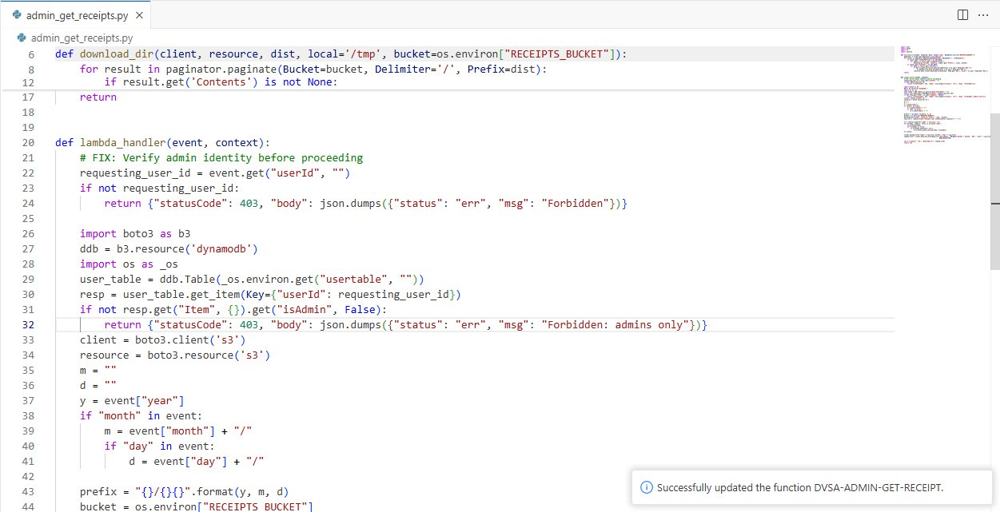 admin_get_receipts.py
admin_get_receipts.py
6 def download_dir(client, resource, dist, local='/tmp', bucket=os.environ["RECEIPTS_BUCKET"]):
8     for result in paginator.paginate(Bucket=bucket, Delimiter='/', Prefix=dist):
12         if result.get('Contents') is not None:
17     return
18
19
20 def lambda_handler(event, context):
21     # FIX: Verify admin identity before proceeding
22     requesting_user_id = event.get("userId", "")
23     if not requesting_user_id:
24         return {"statusCode": 403, "body": json.dumps({"status": "err", "msg": "Forbidden"})}
25
26     import boto3 as b3
27     ddb = b3.resource('dynamodb')
28     import os as _os
29     user_table = ddb.Table(_os.environ.get("usertable", ""))
30     resp = user_table.get_item(Key={"userId": requesting_user_id})
31     if not resp.get("Item", {}).get("isAdmin", False):
32         return {"statusCode": 403, "body": json.dumps({"status": "err", "msg": "Forbidden: admins only"})}
33     client = boto3.client('s3')
34     resource = boto3.resource('s3')
35     m = ""
36     d = ""
37     y = event["year"]
38     if "month" in event:
39         m = event["month"] + "/"
40         if "day" in event:
41             d = event["day"] + "/"
42
43     prefix = "{}/{}{}".format(y, m, d)
44     bucket = os.environ["RECEIPTS_BUCKET"]
Successfully updated the function DVSA-ADMIN-GET-RECEIPT.